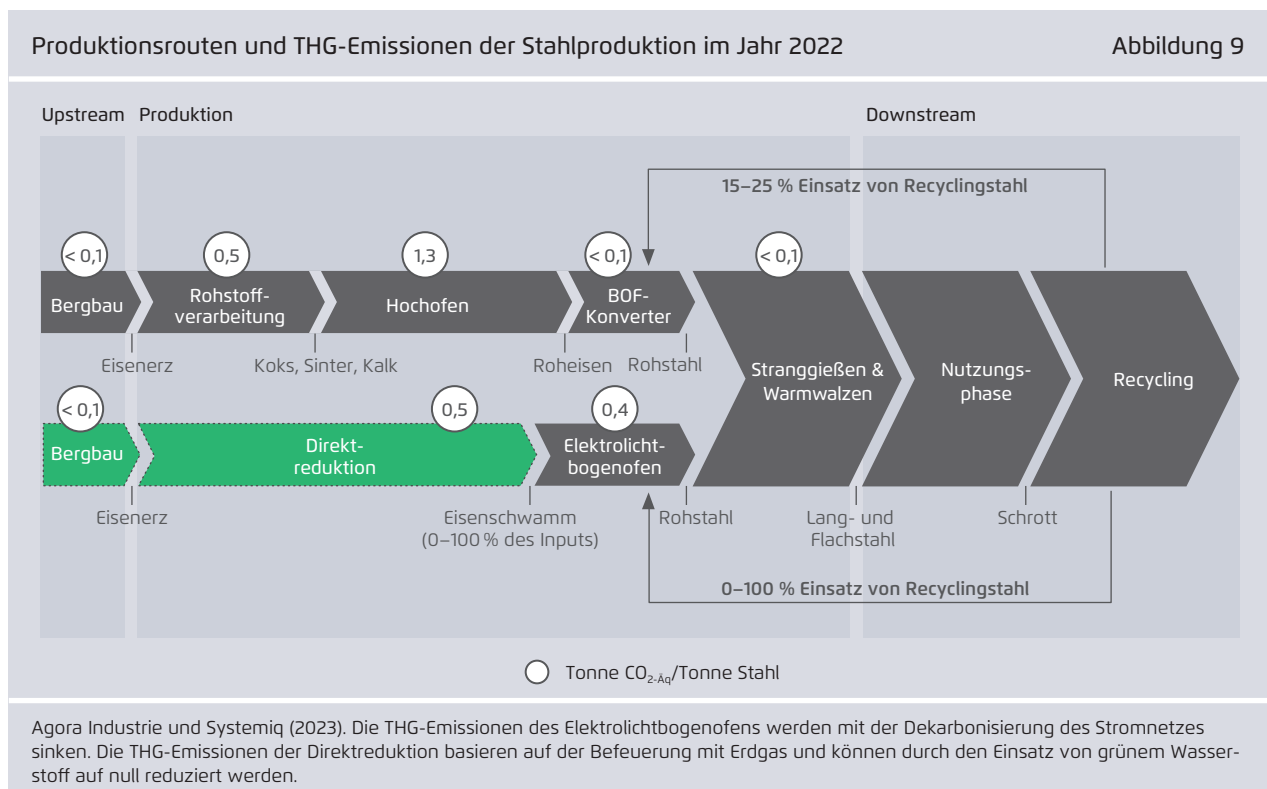 Produktionsrouten und THG-Emissionen der Stahlproduktion im Jahr 2022
Abbildung 9
Upstream
Produktion
Downstream
15–25 % Einsatz von Recyclingstahl
< 0,1
0,5
1,3
< 0,1
< 0,1
Bergbau
Rohstoff-
verarbeitung
Hochofen
BOF-
Konverter
Eisenerz
Koks, Sinter, Kalk
Roheisen
Rohstahl
Stranggießen &
Warmwalzen
Nutzungs-
phase
Recycling
< 0,1
0,5
0,4
Bergbau
Direkt-
reduktion
Elektrolicht-
bogenofen
Eisenerz
Eisenschwamm
(0–100 % des Inputs)
Rohstahl
Lang- und
Flachstahl
Schrott
0–100 % Einsatz von Recyclingstahl
Tonne CO2-Äq/Tonne Stahl
Agora Industrie und Systemiq (2023). Die THG-Emissionen des Elektrolichtbogenofens werden mit der Dekarbonisierung des Stromnetzes
sinken. Die THG-Emissionen der Direktreduktion basieren auf der Befeuerung mit Erdgas und können durch den Einsatz von grünem Wasser-
stoff auf null reduziert werden.